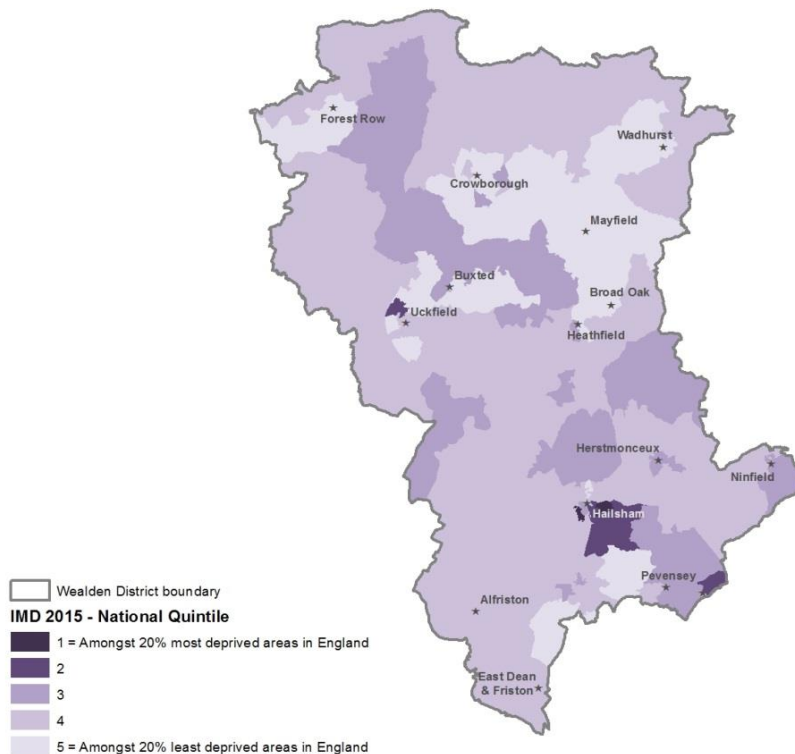 Forest Row
Wadhurst
Crowborough
Mayfield
Buxted
Broad Oak
Uckfield
Heathfield
Herstmonceux
Ninfield
Hailsham
Pevensey
Alfriston
East Dean
& Friston
Wealden District boundary
IMD 2015 - National Quintile
1 = Amongst 20% most deprived areas in England
2
3
4
5 = Amongst 20% least deprived areas in England